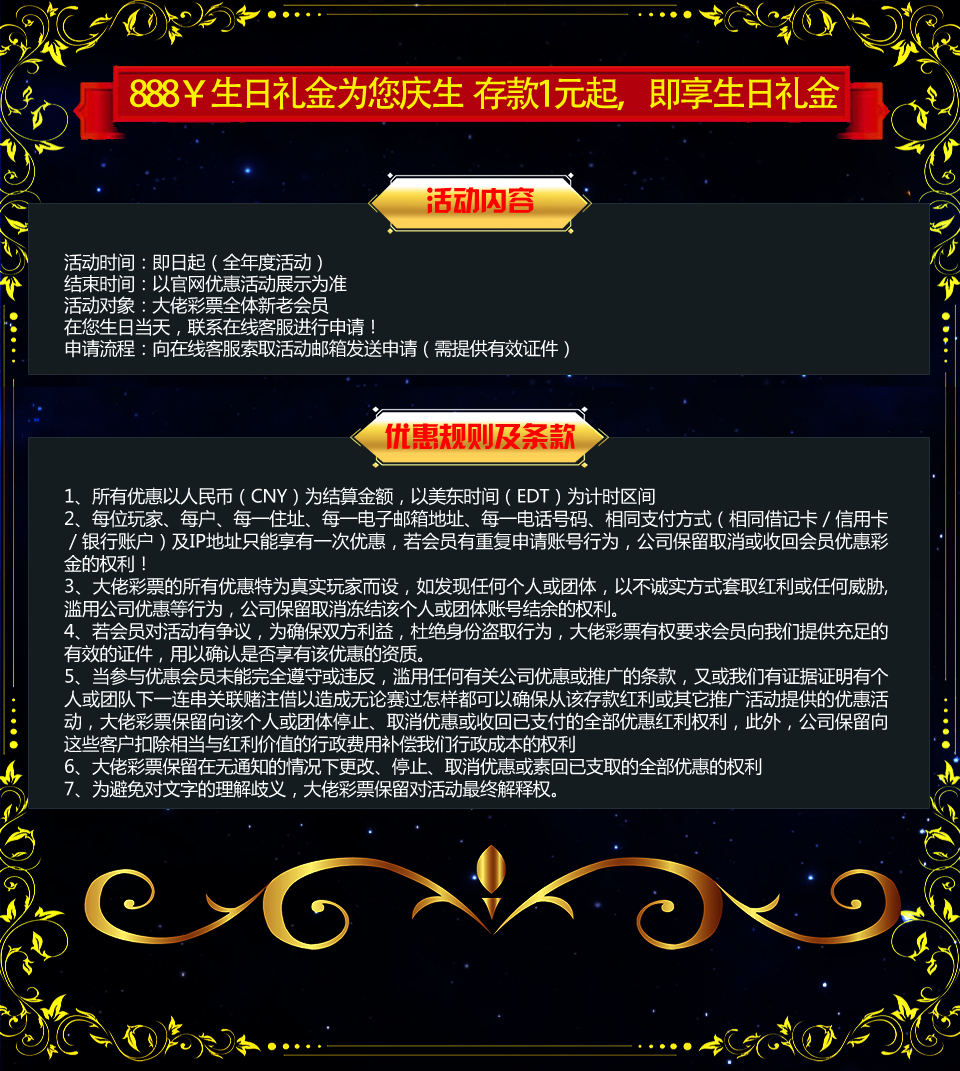 888￥生日礼金为您庆生 存款1元起，即享生日礼金
活动内容
活动时间：即日起（全年度活动）
结束时间：以官网优惠活动展示为准
活动对象：大佬彩票全体新老会员
在您生日当天，联系在线客服进行申请！
申请流程：向在线客服索取活动邮箱发送申请（需提供有效证件）
优惠规则及条款
1、所有优惠以人民币（CNY）为结算金额，以美东时间（EDT）为计时区间
2、每位玩家、每户、每一住址、每一电子邮箱地址、每一电话号码、相同支付方式（相同借记卡／信用卡
／银行账户）及IP地址只能享有一次优惠，若会员有重复申请账号行为，公司保留取消或收回会员优惠彩
金的权利！
3、大佬彩票的所有优惠特为真实玩家而设，如发现任何个人或团体，以不诚实方式套取红利或任何威胁,
滥用公司优惠等行为，公司保留取消冻结该个人或团体账号结余的权利。
4、若会员对活动有争议，为确保双方利益，杜绝身份盗取行为，大佬彩票有权要求会员向我们提供充足的
有效的证件，用以确认是否享有该优惠的资质。
5、当参与优惠会员未能完全遵守或违反，滥用任何有关公司优惠或推广的条款，又或我们有证据证明有个
人或团队下一连串关联赌注借以造成无论赛过怎样都可以确保从该存款红利或其它推广活动提供的优惠活
动，大佬彩票保留向该个人或团体停止、取消优惠或收回已支付的全部优惠红利权利，此外，公司保留向
这些客户扣除相当与红利价值的行政费用补偿我们行政成本的权利
6、大佬彩票保留在无通知的情况下更改、停止、取消优惠或素回已支取的全部优惠的权利
7、为避免对文字的理解歧义，大佬彩票保留对活动最终解释权。